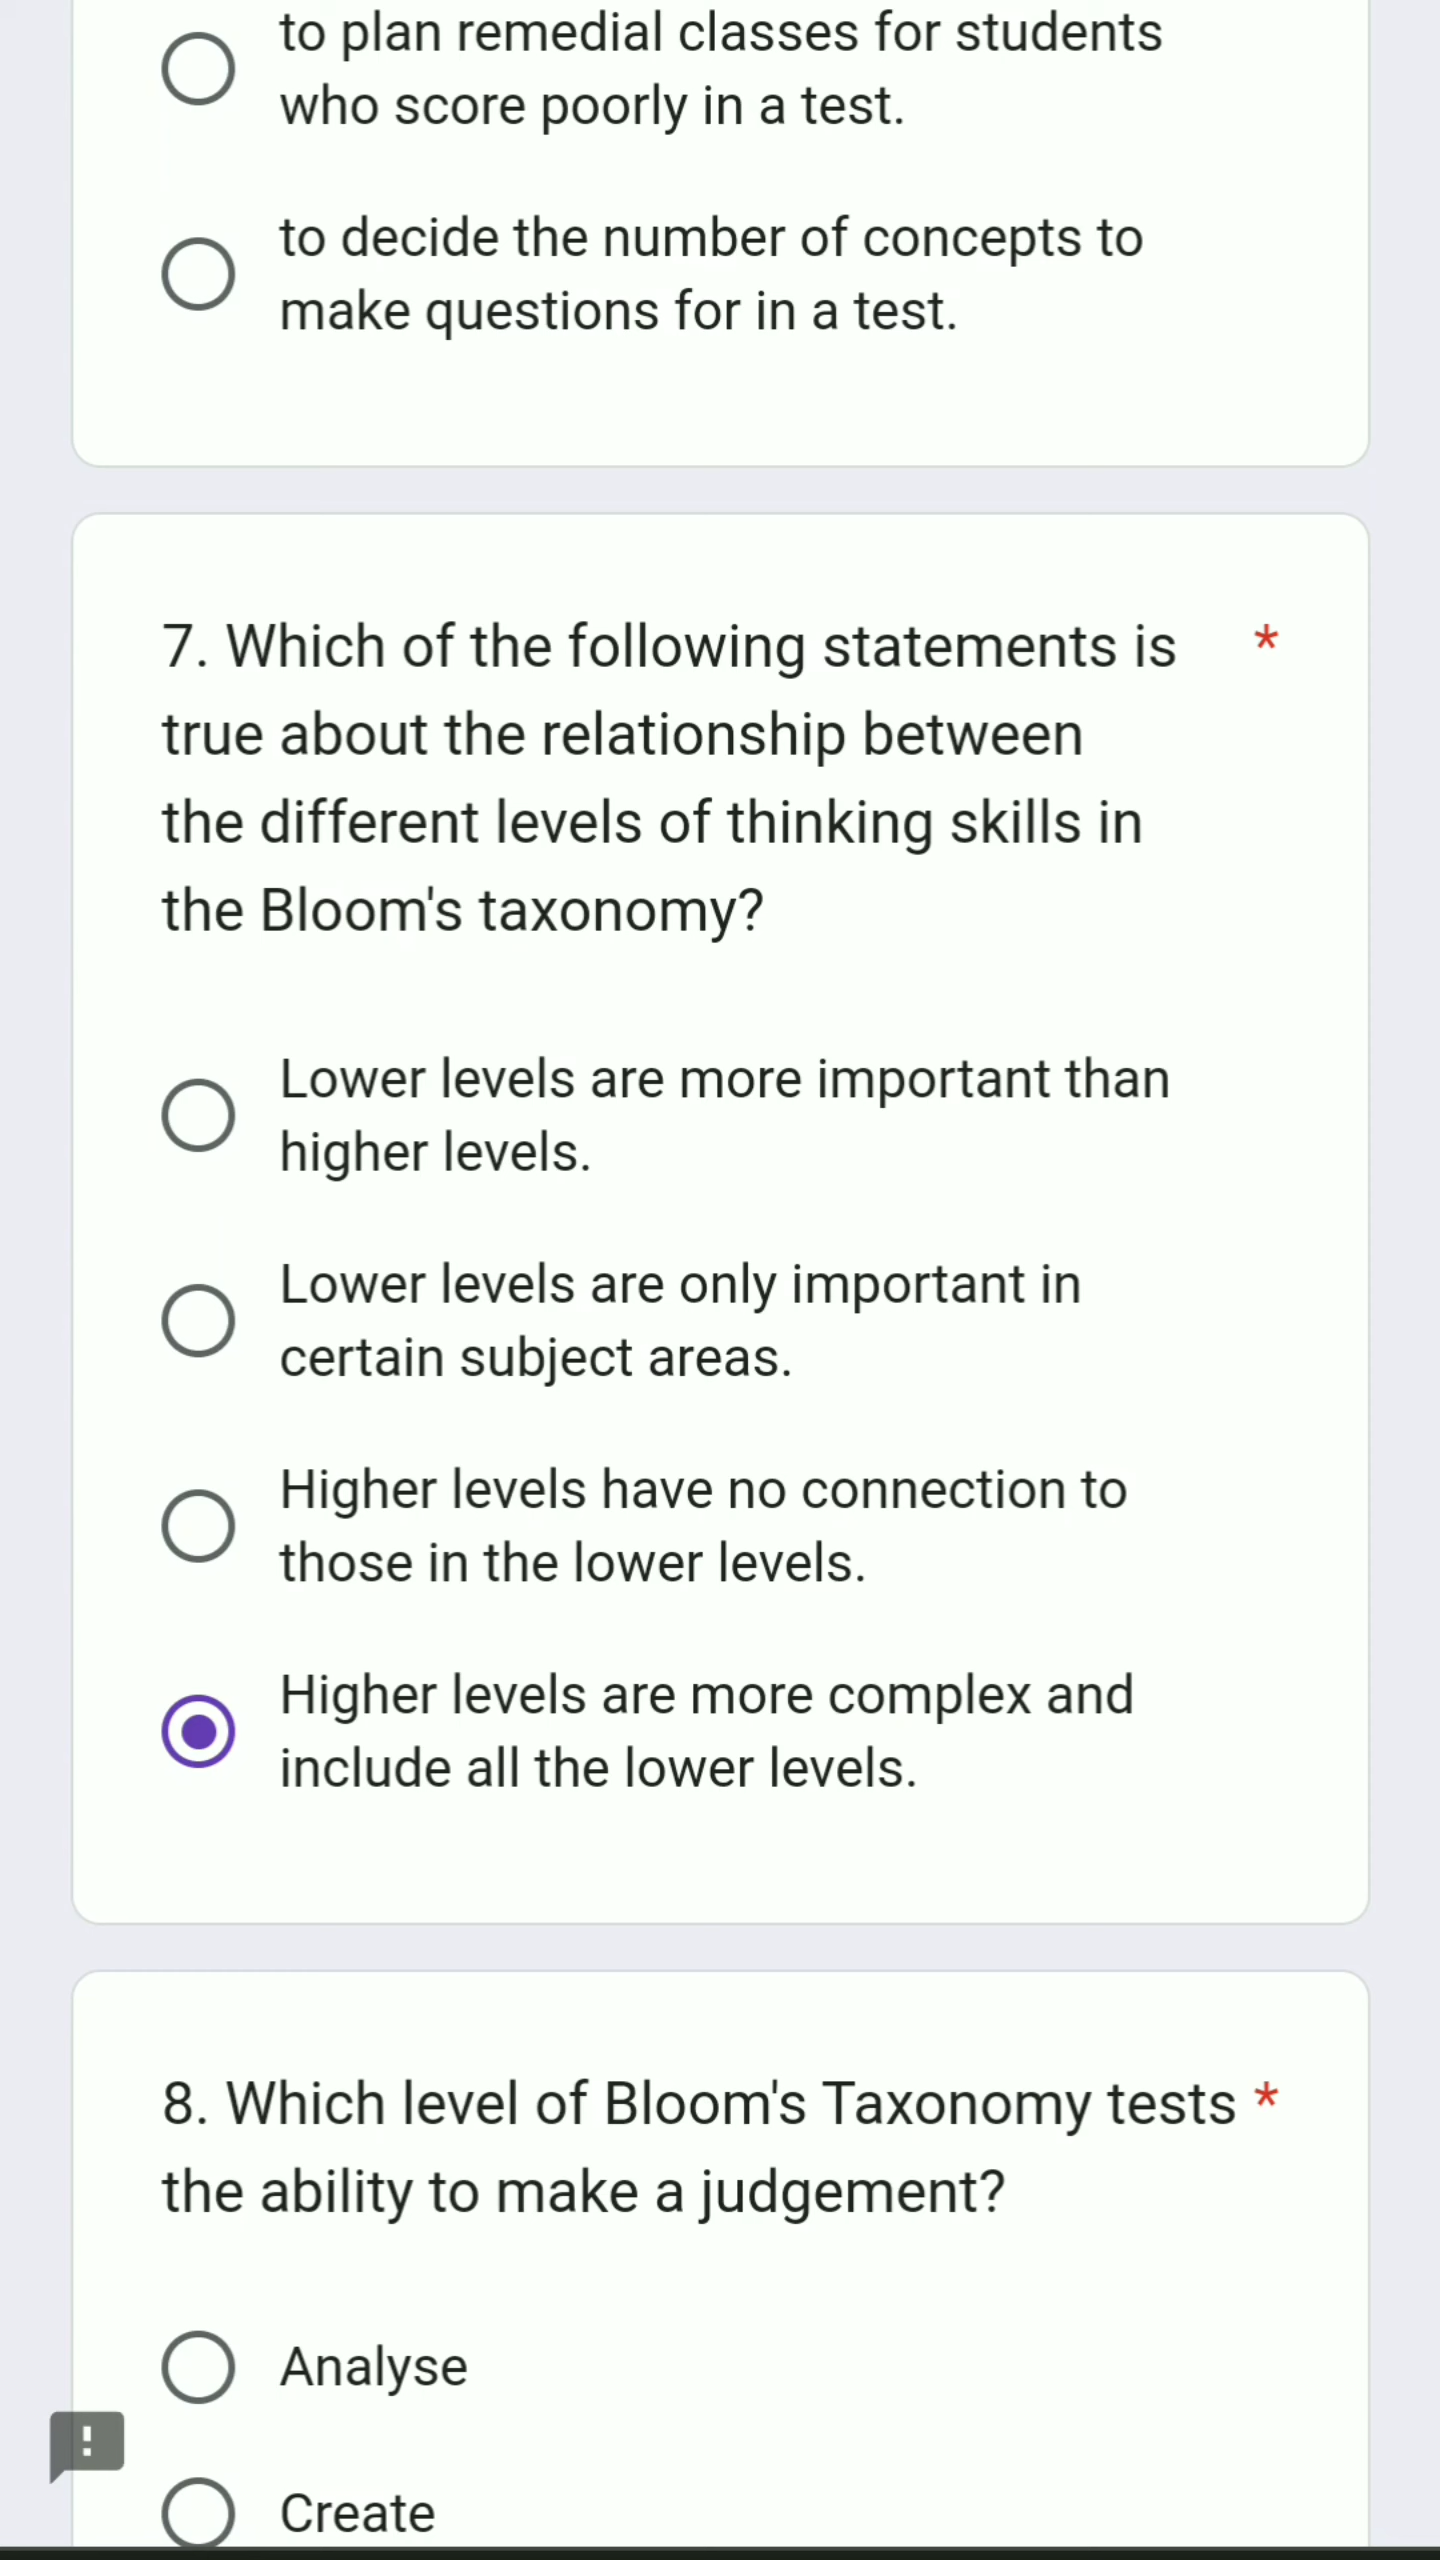 to plan remedial classes for students
who score poorly in a test.
to decide the number of concepts to
make questions for in a test.
7. Which of the following statements is *
true about the relationship between
the different levels of thinking skills in
the Bloom's taxonomy?
Lower levels are more important than
higher levels.
Lower levels are only important in
certain subject areas.
Higher levels have no connection to
those in the lower levels.
Higher levels are more complex and
include all the lower levels.
8. Which level of Bloom's Taxonomy tests *
the ability to make a judgement?
Analyse
Create